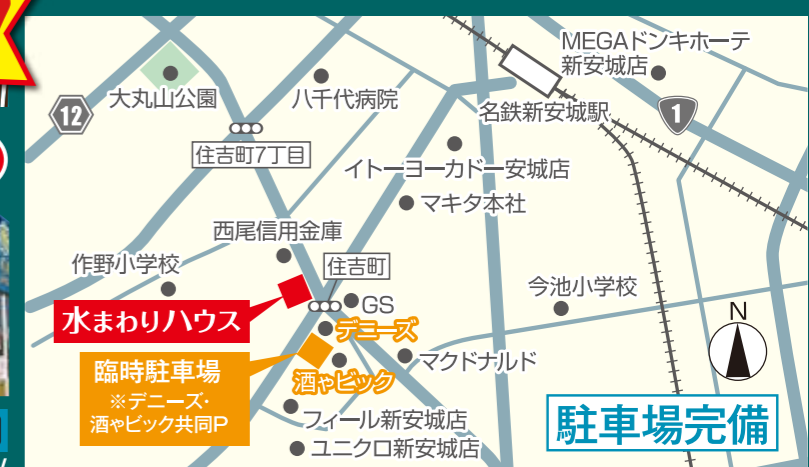 MEGAドンキホーテ
新安城店
大丸山公園
八千代病院
名鉄新安城駅
12
1
住吉町7丁目
イトーヨーカドー安城店
マキタ本社
西尾信用金庫
作野小学校
住吉町
今池小学校
水まわりハウス
GS
N
デニーズ
臨時駐車場
※デニーズ・
酒ゃビック共同P
マクドナルド
酒ゃビック
フィール新安城店
ユニクロ新安城店
駐車場完備